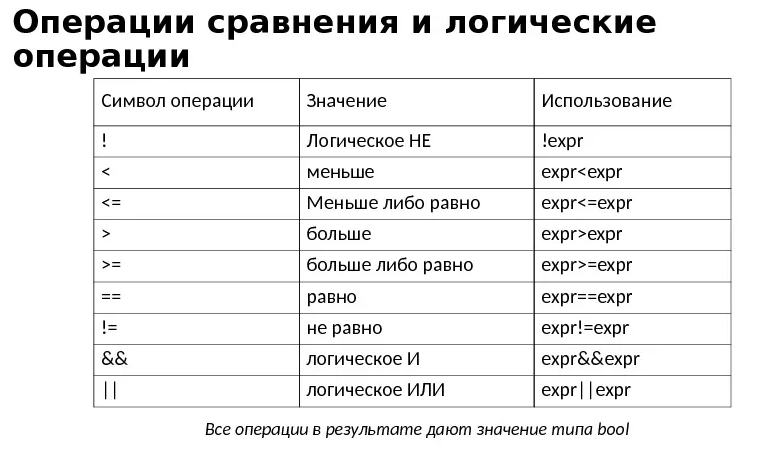 Операции сравнения и логические
операции
Символ операции Значение Использование
! Логическое НЕ !expr
< меньше expr<expr
<= Меньше либо равно expr<=expr
> больше expr>expr
>= больше либо равно expr>=expr
== равно expr==expr
!= не равно expr!=expr
&& логическое И expr&&expr
|| логическое ИЛИ expr||expr
Все операции в результате дают значение типа bool